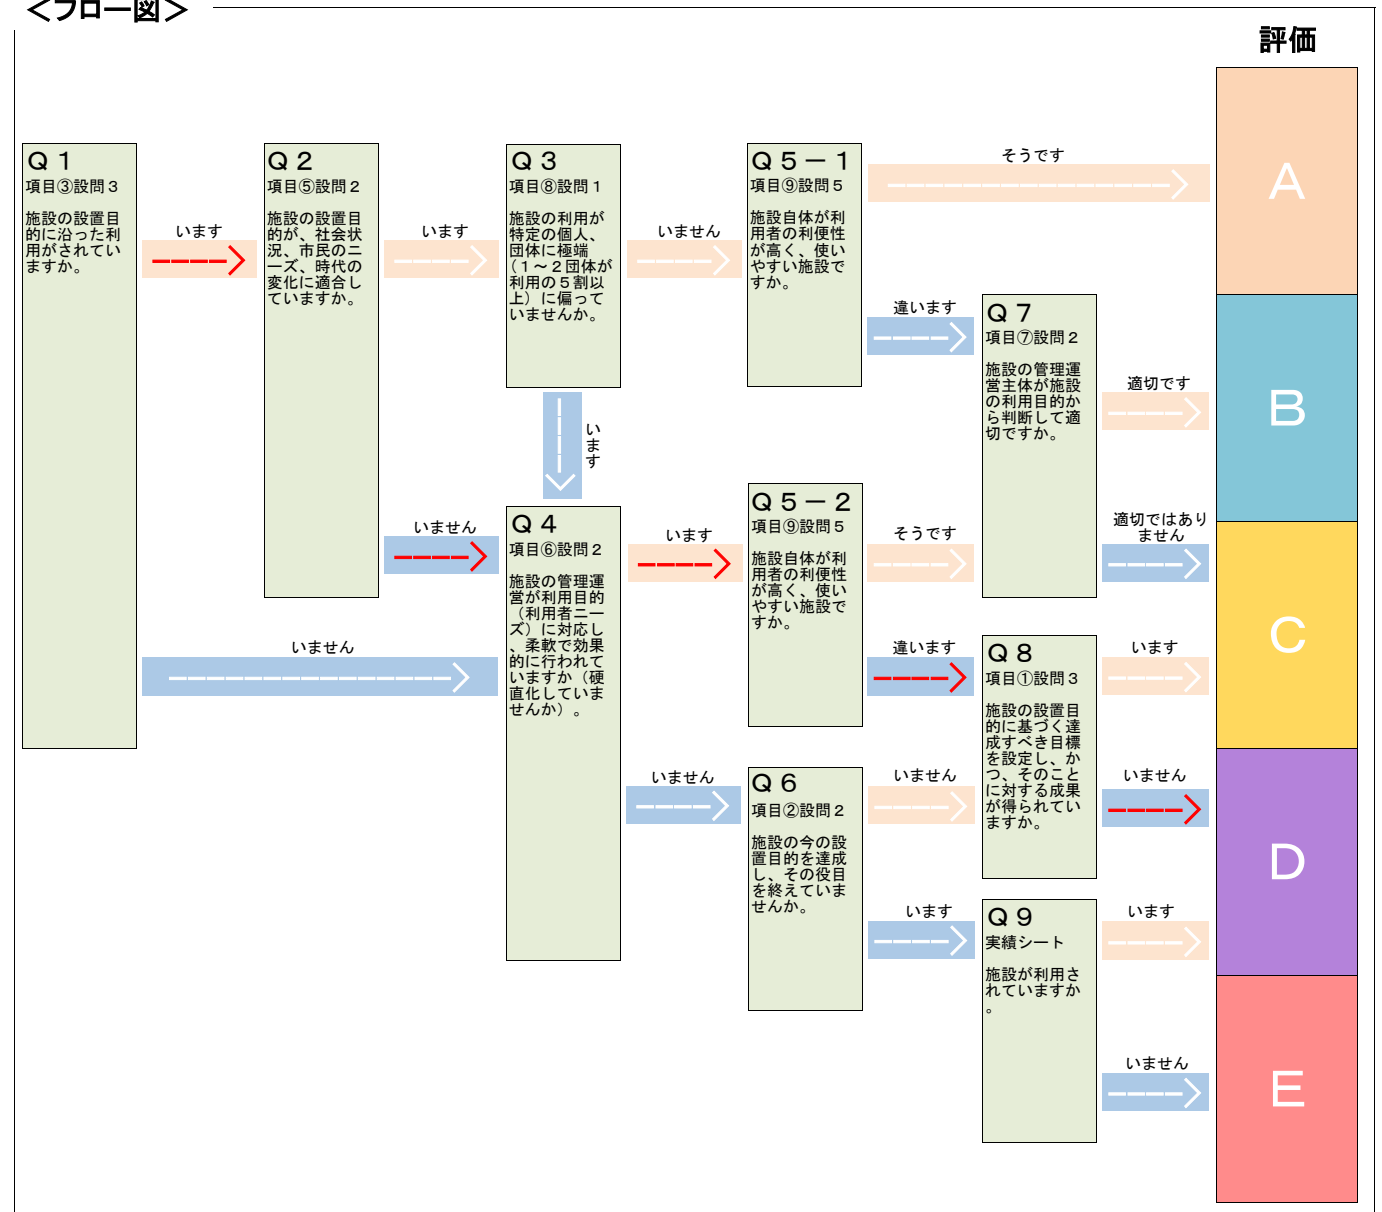 ＜フロー図＞
評価
Ｑ１
項目③設問３
施設の設置目
的に沿った利
用がされてい
ますか。
います
Ｑ２
項目⑤設問２
施設の設置目
的が、社会状
況、市民のニ
ーズ、時代の
変化に適合し
ていますか。
います
Ｑ３
項目⑧設問１
施設の利用が
特定の個人、
団体に極端
（１～２団体が
利用の５割以
上）に偏って
いませんか。
いません
Ｑ５－１
項目⑨設問５
施設自体が利
用者の利便性
が高く、使い
やすい施設で
すか。
そうです
A
違います
Ｑ７
項目⑦設問２
施設の管理運
営主体が施設
の利用目的か
ら判断して適
切ですか。
適切です
B
適切ではあり
ません
います
いません
いません
Ｑ４
項目⑥設問２
施設の管理運
営が利用目的
（利用者ニー
ズ）に対応し
、柔軟で効果
的に行われて
いますか（硬
直化していま
せんか）。
います
Ｑ５－２
項目⑨設問５
施設自体が利
用者の利便性
が高く、使い
やすい施設で
すか。
そうです
違います
Ｑ８
項目①設問３
施設の設置目
的に基づく達
成すべき目標
を設定し、か
つ、そのこと
に対する成果
が得られてい
ますか。
います
C
いません
いません
Ｑ６
項目②設問２
施設の今の設
置目的を達成
し、その役目
を終えていま
せんか。
いません
D
います
Ｑ９
実績シート
施設が利用さ
れていますか
。
います
いません
E